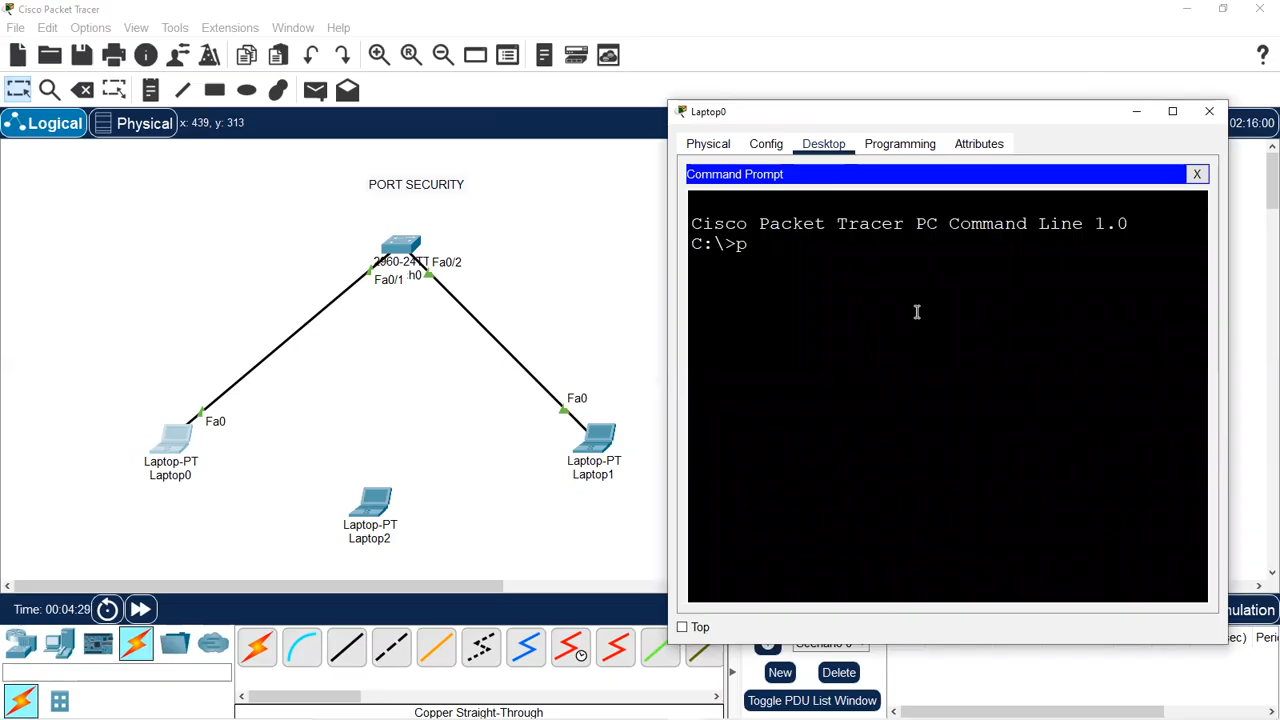 Cisco Packet Tracer
File Edit Options View Tools Extensions Window Help
Logical Physical x: 439, y: 313
02:16:00
PORT SECURITY
2960-24TT
h0
Fa0/2
Fa0/1
Fa0
Laptop-PT
Laptop0
Fa0
Laptop-PT
Laptop1
Laptop-PT
Laptop2
Laptop0
Physical Config Desktop Programming Attributes
Command Prompt
X
Cisco Packet Tracer PC Command Line 1.0
C:\>p
Top
Time: 00:04:29
Copper Straight-Through
New Delete
Toggle PDU List Window